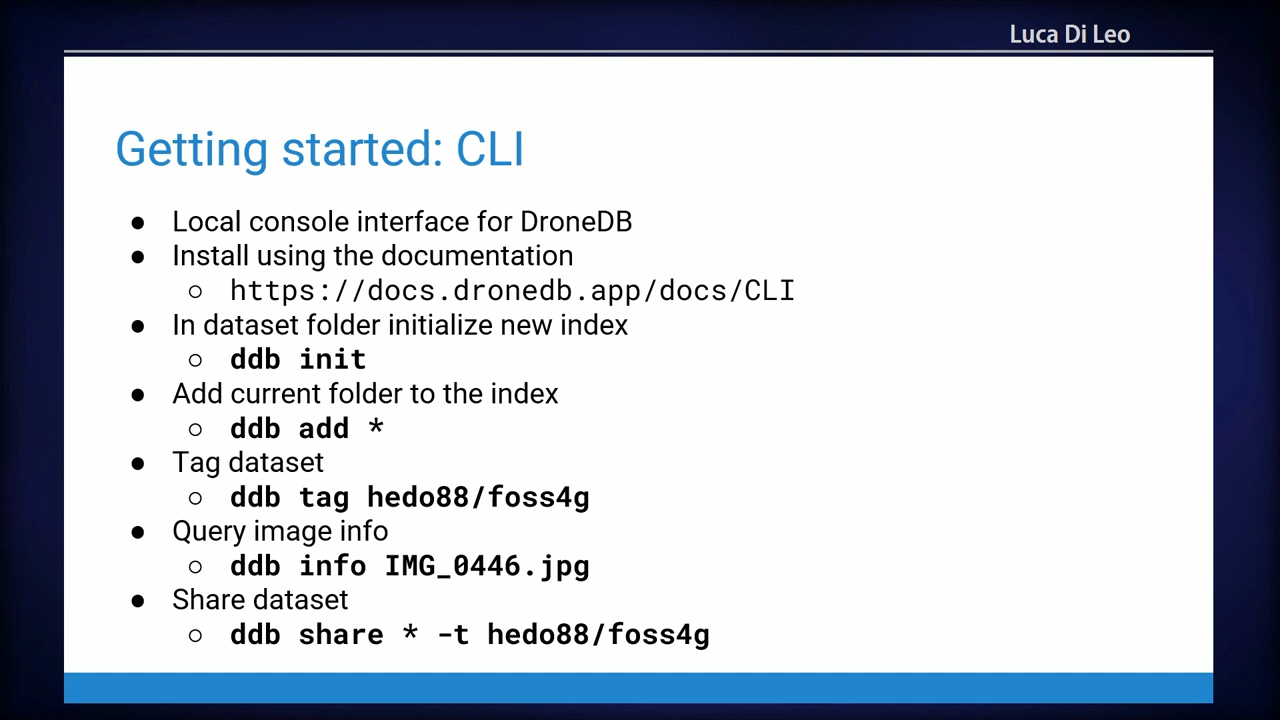 Luca Di Leo
Getting started: CLI
● Local console interface for DroneDB
● Install using the documentation
○ https://docs.dronedb.app/docs/CLI
● In dataset folder initialize new index
○ ddb init
● Add current folder to the index
○ ddb add *
● Tag dataset
○ ddb tag hedo88/foss4g
● Query image info
○ ddb info IMG_0446.jpg
● Share dataset
○ ddb share * -t hedo88/foss4g